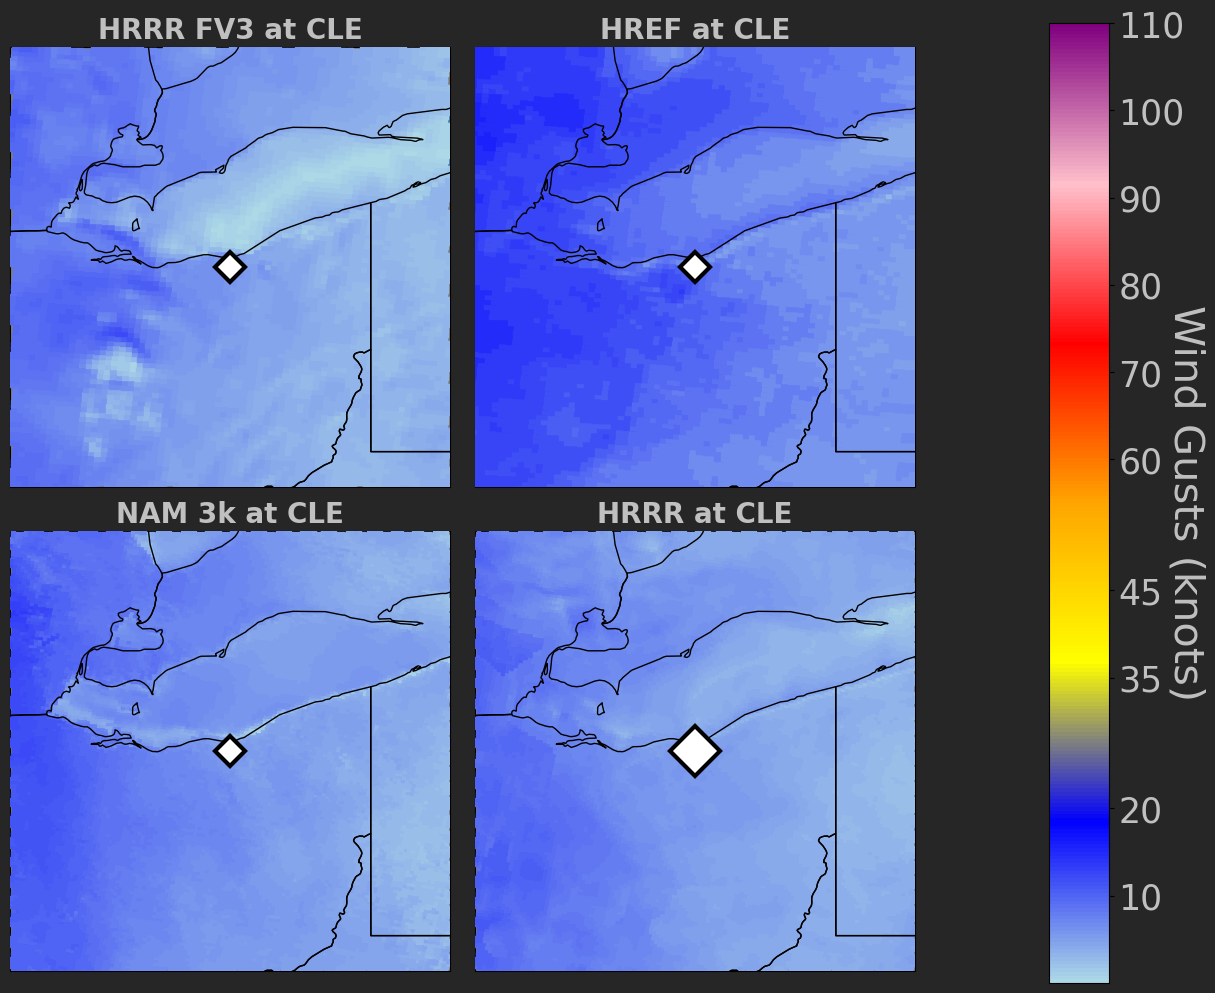 HRRR FV3 at CLE
HREF at CLE
NAM 3k at CLE
HRRR at CLE
110
100
90
80
70
60
45
35
20
10
Wind Gusts (knots)